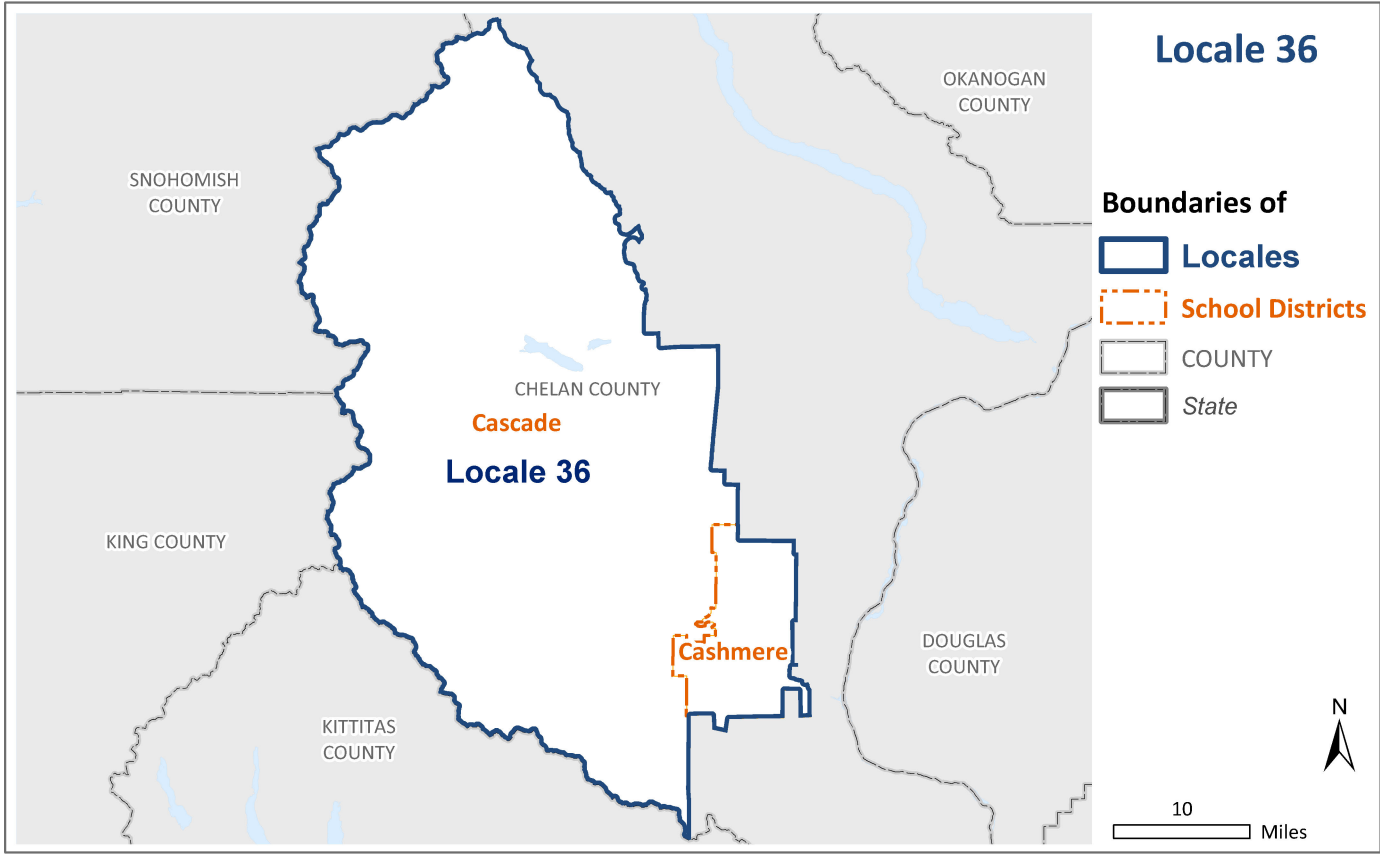 Locale 36
OKANOGAN
COUNTY
SNOHOMISH
COUNTY
Boundaries of
Locales
School Districts
COUNTY
State
CHELAN COUNTY
Cascade
Locale 36
KING COUNTY
DOUGLAS
COUNTY
Cashmere
KITTITAS
COUNTY
N
10
Miles